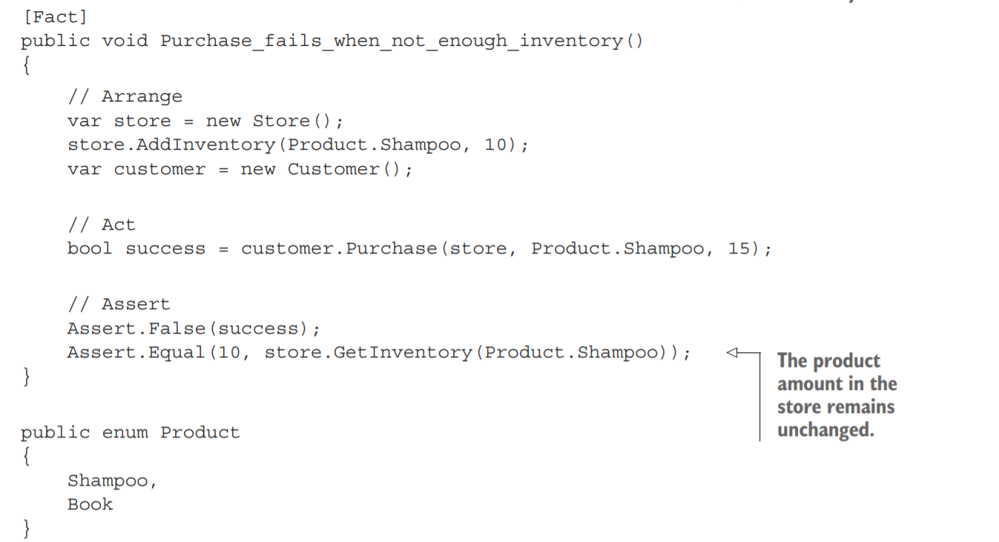 [Fact]
public void Purchase_fails_when_not_enough_inventory()
{
// Arrange
var store = new Store();
store.AddInventory(Product.Shampoo, 10);
var customer = new Customer();
// Act
bool success = customer.Purchase(store, Product.Shampoo, 15);
// Assert
Assert.False(success);
Assert.Equal(10, store.GetInventory(Product.Shampoo));
}
The product
amount in the
store remains
unchanged.
public enum Product
{
Shampoo,
Book
}